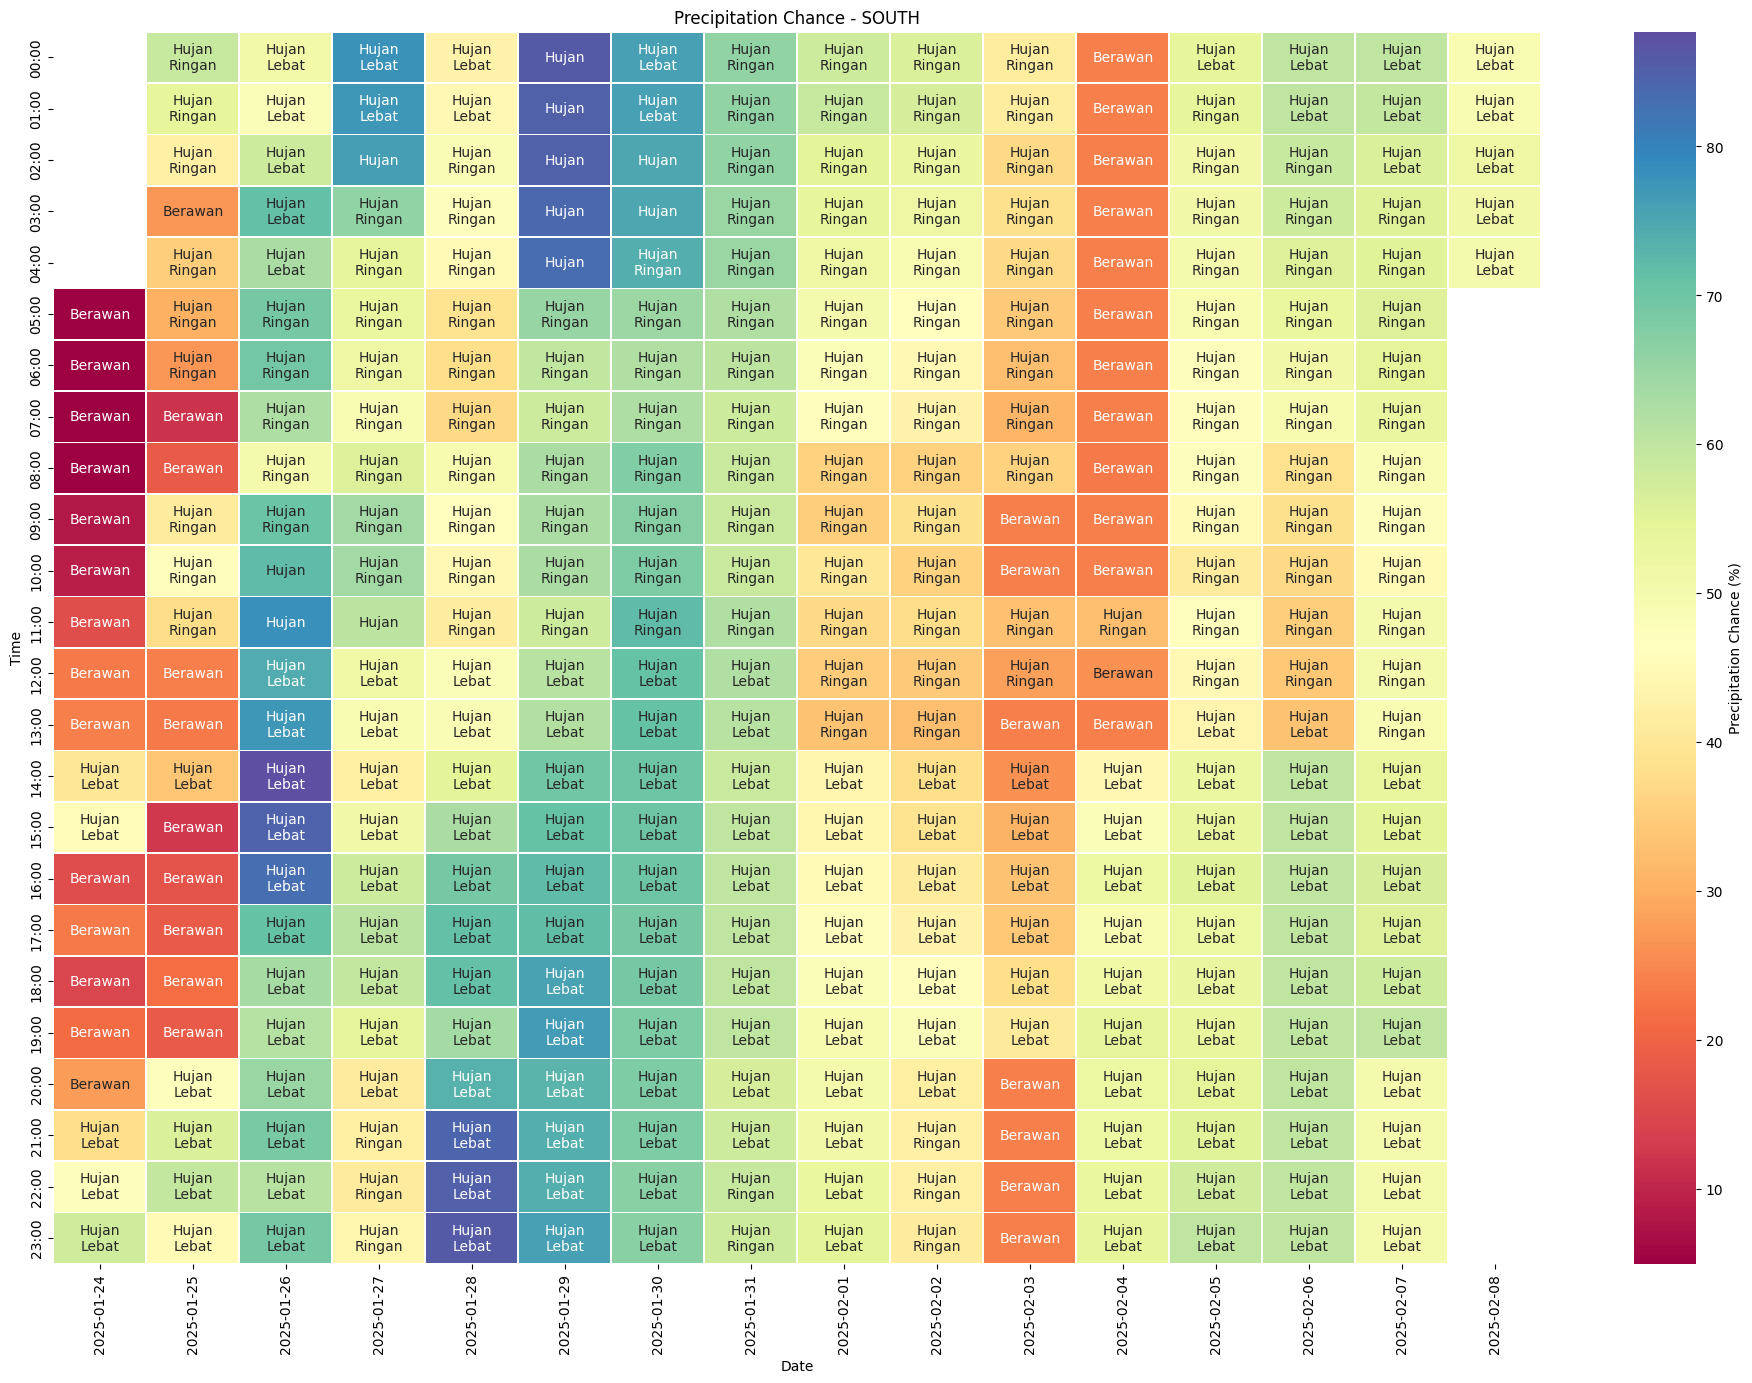 Precipitation Chance - SOUTH
00:00 Hujan Ringan Hujan Lebat Hujan Lebat Hujan Lebat Hujan Hujan Lebat Hujan Ringan Hujan Ringan Hujan Ringan Hujan Ringan Berawan Hujan Lebat Hujan Lebat Hujan Lebat Hujan Lebat
01:00 Hujan Ringan Hujan Lebat Hujan Lebat Hujan Lebat Hujan Hujan Lebat Hujan Ringan Hujan Ringan Hujan Ringan Hujan Ringan Berawan Hujan Ringan Hujan Lebat Hujan Lebat Hujan Lebat
02:00 Hujan Ringan Hujan Lebat Hujan Hujan Ringan Hujan Hujan Hujan Ringan Hujan Ringan Hujan Ringan Hujan Ringan Berawan Hujan Ringan Hujan Ringan Hujan Lebat Hujan Lebat
03:00 Berawan Hujan Lebat Hujan Ringan Hujan Ringan Hujan Hujan Hujan Ringan Hujan Ringan Hujan Ringan Hujan Ringan Berawan Hujan Ringan Hujan Ringan Hujan Ringan Hujan Lebat
04:00 Hujan Ringan Hujan Lebat Hujan Ringan Hujan Ringan Hujan Hujan Ringan Hujan Ringan Hujan Ringan Hujan Ringan Hujan Ringan Berawan Hujan Ringan Hujan Ringan Hujan Ringan Hujan Lebat
05:00 Berawan Hujan Ringan Hujan Ringan Hujan Ringan Hujan Ringan Hujan Ringan Hujan Ringan Hujan Ringan Hujan Ringan Hujan Ringan Hujan Ringan Berawan Hujan Ringan Hujan Ringan Hujan Ringan
06:00 Berawan Hujan Ringan Hujan Ringan Hujan Ringan Hujan Ringan Hujan Ringan Hujan Ringan Hujan Ringan Hujan Ringan Hujan Ringan Hujan Ringan Berawan Hujan Ringan Hujan Ringan Hujan Ringan
07:00 Berawan Berawan Hujan Ringan Hujan Ringan Hujan Ringan Hujan Ringan Hujan Ringan Hujan Ringan Hujan Ringan Hujan Ringan Hujan Ringan Berawan Hujan Ringan Hujan Ringan Hujan Ringan
08:00 Berawan Berawan Hujan Ringan Hujan Ringan Hujan Ringan Hujan Ringan Hujan Ringan Hujan Ringan Hujan Ringan Hujan Ringan Hujan Ringan Berawan Hujan Ringan Hujan Ringan Hujan Ringan
09:00 Berawan Hujan Ringan Hujan Ringan Hujan Ringan Hujan Ringan Hujan Ringan Hujan Ringan Hujan Ringan Hujan Ringan Hujan Ringan Berawan Berawan Hujan Ringan Hujan Ringan Hujan Ringan
10:00 Berawan Hujan Ringan Hujan Hujan Ringan Hujan Ringan Hujan Ringan Hujan Ringan Hujan Ringan Hujan Ringan Hujan Ringan Berawan Berawan Hujan Ringan Hujan Ringan Hujan Ringan
11:00 Berawan Hujan Ringan Hujan Hujan Hujan Ringan Hujan Ringan Hujan Ringan Hujan Ringan Hujan Ringan Hujan Ringan Hujan Ringan Hujan Ringan Hujan Ringan Hujan Ringan Hujan Ringan
12:00 Berawan Berawan Hujan Lebat Hujan Lebat Hujan Lebat Hujan Lebat Hujan Lebat Hujan Lebat Hujan Ringan Hujan Ringan Hujan Ringan Berawan Hujan Ringan Hujan Ringan Hujan Ringan
13:00 Berawan Berawan Hujan Lebat Hujan Lebat Hujan Lebat Hujan Lebat Hujan Lebat Hujan Lebat Hujan Ringan Hujan Ringan Berawan Berawan Hujan Lebat Hujan Lebat Hujan Ringan
14:00 Hujan Lebat Hujan Lebat Hujan Lebat Hujan Lebat Hujan Lebat Hujan Lebat Hujan Lebat Hujan Lebat Hujan Lebat Hujan Lebat Hujan Lebat Hujan Lebat Hujan Lebat Hujan Lebat Hujan Lebat
15:00 Hujan Lebat Berawan Hujan Lebat Hujan Lebat Hujan Lebat Hujan Lebat Hujan Lebat Hujan Lebat Hujan Lebat Hujan Lebat Hujan Lebat Hujan Lebat Hujan Lebat Hujan Lebat Hujan Lebat
16:00 Berawan Berawan Hujan Lebat Hujan Lebat Hujan Lebat Hujan Lebat Hujan Lebat Hujan Lebat Hujan Lebat Hujan Lebat Hujan Lebat Hujan Lebat Hujan Lebat Hujan Lebat Hujan Lebat
17:00 Berawan Berawan Hujan Lebat Hujan Lebat Hujan Lebat Hujan Lebat Hujan Lebat Hujan Lebat Hujan Lebat Hujan Lebat Hujan Lebat Hujan Lebat Hujan Lebat Hujan Lebat Hujan Lebat
18:00 Berawan Berawan Hujan Lebat Hujan Lebat Hujan Lebat Hujan Lebat Hujan Lebat Hujan Lebat Hujan Lebat Hujan Lebat Hujan Lebat Hujan Lebat Hujan Lebat Hujan Lebat Hujan Lebat
19:00 Berawan Berawan Hujan Lebat Hujan Lebat Hujan Lebat Hujan Lebat Hujan Lebat Hujan Lebat Hujan Lebat Hujan Lebat Hujan Lebat Hujan Lebat Hujan Lebat Hujan Lebat Hujan Lebat
20:00 Berawan Hujan Lebat Hujan Lebat Hujan Lebat Hujan Lebat Hujan Lebat Hujan Lebat Hujan Lebat Hujan Lebat Hujan Lebat Berawan Hujan Lebat Hujan Lebat Hujan Lebat Hujan Lebat
21:00 Hujan Lebat Hujan Lebat Hujan Lebat Hujan Ringan Hujan Lebat Hujan Lebat Hujan Lebat Hujan Lebat Hujan Lebat Hujan Ringan Berawan Hujan Lebat Hujan Lebat Hujan Lebat Hujan Lebat
22:00 Hujan Lebat Hujan Lebat Hujan Lebat Hujan Ringan Hujan Lebat Hujan Lebat Hujan Lebat Hujan Ringan Hujan Lebat Hujan Ringan Berawan Hujan Lebat Hujan Lebat Hujan Lebat Hujan Lebat
23:00 Hujan Lebat Hujan Lebat Hujan Lebat Hujan Ringan Hujan Lebat Hujan Lebat Hujan Lebat Hujan Ringan Hujan Lebat Hujan Ringan Berawan Hujan Lebat Hujan Lebat Hujan Lebat Hujan Lebat
Time
2025-01-24 2025-01-25 2025-01-26 2025-01-27 2025-01-28 2025-01-29 2025-01-30 2025-01-31 2025-02-01 2025-02-02 2025-02-03 2025-02-04 2025-02-05 2025-02-06 2025-02-07 2025-02-08
Date
80
70
60
50
40
30
20
10
Precipitation Chance (%)